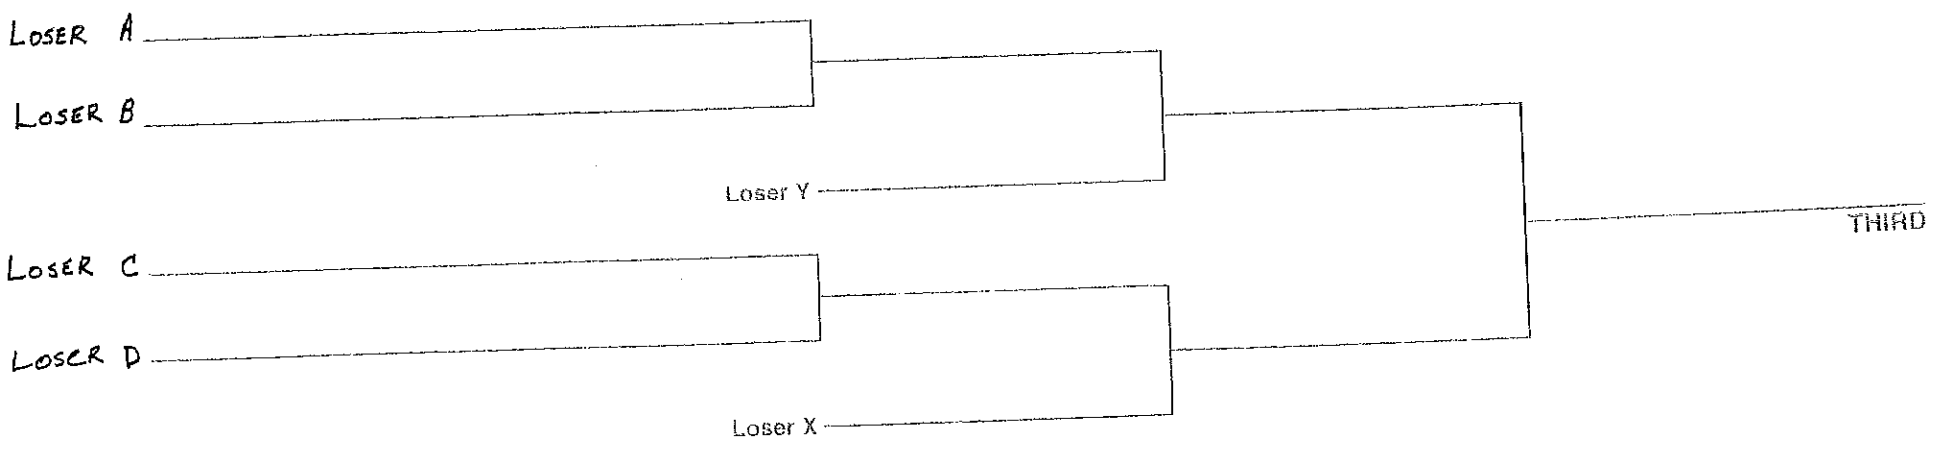 LOSER A
LOSER B
Loser Y
THIRD
LOSER C
LOSER D
Loser X